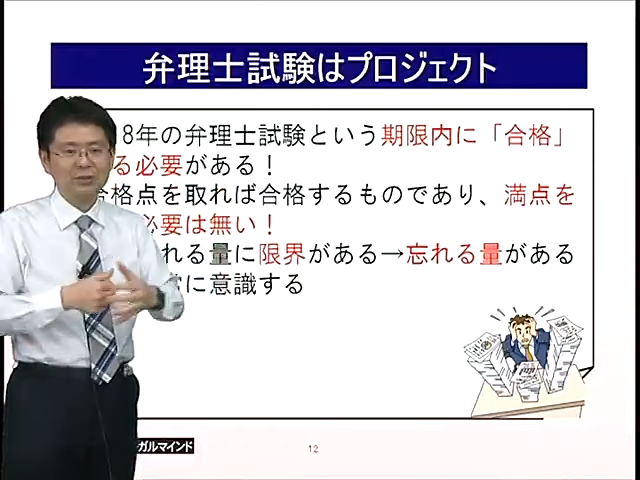 弁理士試験はプロジェクト
8年の弁理士試験という期限内に「合格」
る必要がある！
合格点を取れば合格するものであり、満点を
必要は無い！
れる量に限界がある→忘れる量がある
に意識する
ガルマインド
12